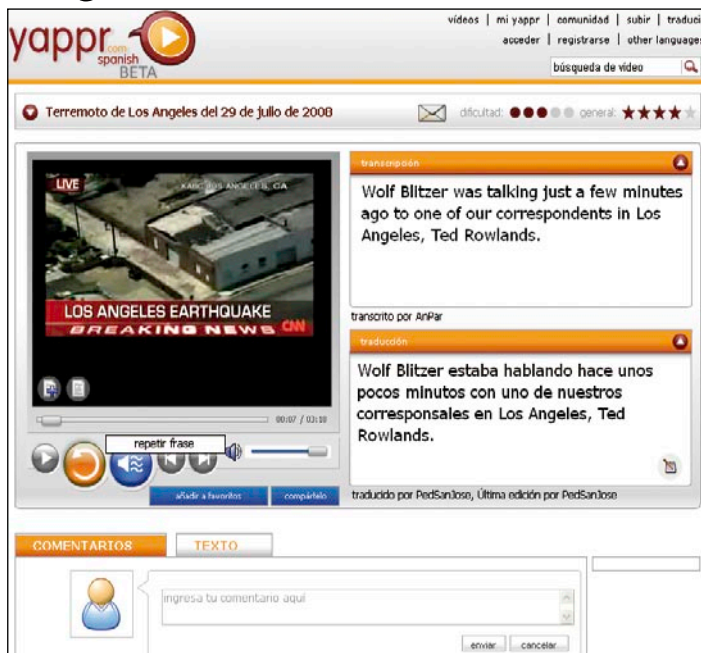 vídeos | mi yappr | comunidad | subir | traduci
acceder | registrarse | other languages
yappr.com
spanish
BETA
búsqueda de vídeo
Terremoto de Los Angeles del 29 de julio de 2008
dificultad: general:
LIVE
KABC LOS ANGELES, CA
LOS ANGELES EARTHQUAKE
BREAKING NEWS CNN
00:07 / 03:18
repetir frase
añadir a favoritos compártelo
transcripción
Wolf Blitzer was talking just a few minutes
ago to one of our correspondents in Los
Angeles, Ted Rowlands.
transcrito por AnPar
traducción
Wolf Blitzer estaba hablando hace unos
pocos minutos con uno de nuestros
corresponsales en Los Angeles, Ted
Rowlands.
traducido por PedSanJose, Última edición por PedSanJose
COMENTARIOS TEXTO
ingresa tu comentario aquí
enviar cancelar